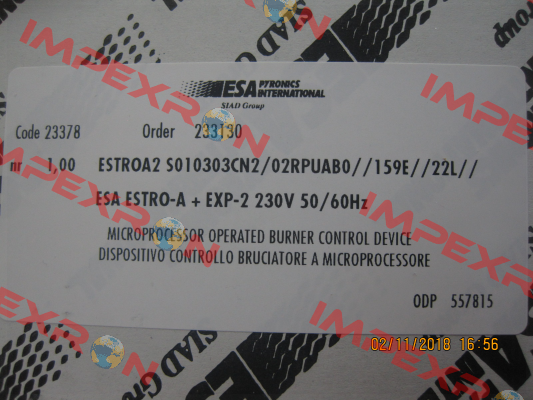 ESA PYRONICS INTERNATIONAL
SIAD Group
Code 23378 Order 233130
nr 1,00 ESTROA2 S010303CN2/02RPUAB0//159E//22L//
ESA ESTRO-A + EXP-2 230V 50/60Hz
MICROPROCESSOR OPERATED BURNER CONTROL DEVICE
DISPOSITIVO CONTROLLO BRUCIATORE A MICROPROCESSORE
ODP 557815
02/11/2018 16:56
SIAD Gro
IMPEXRON
IMPEXRON
IMPEXRON
IMPEXRON